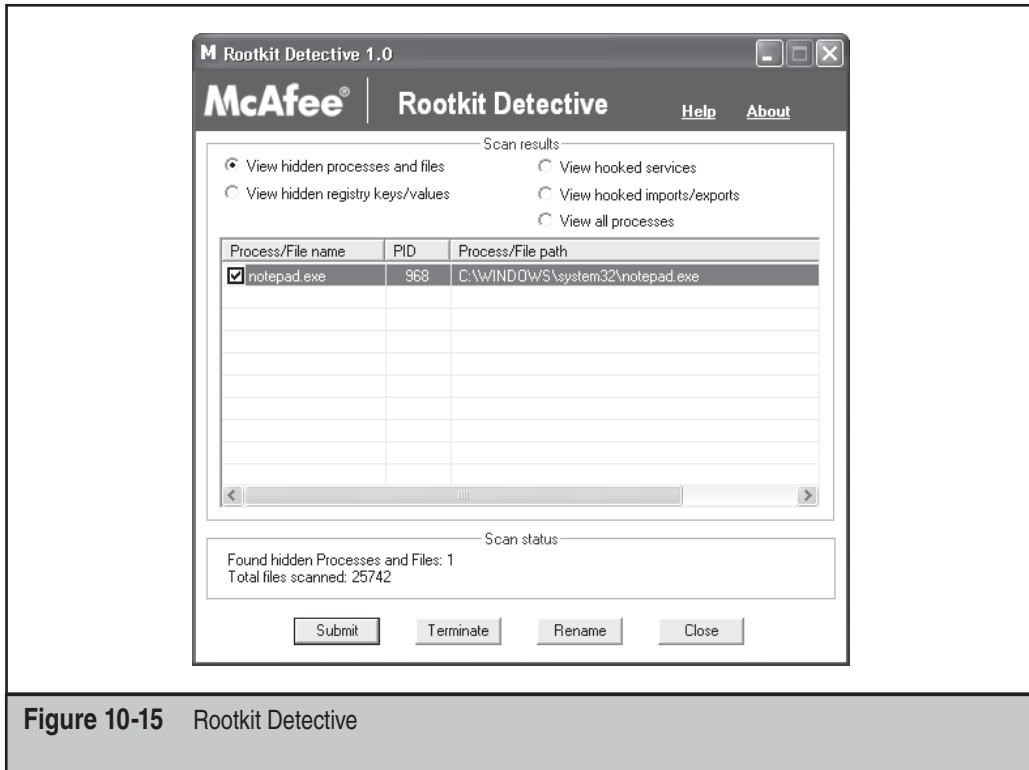 M Rootkit Detective 1.0
McAfee® Rootkit Detective Help About
Scan results
View hidden processes and files View hooked services
View hidden registry keys/values View hooked imports/exports
View all processes
Process/File name PID Process/File path
notepad.exe 968 C:\WINDOWS\system32\notepad.exe
Scan status
Found hidden Processes and Files: 1
Total files scanned: 25742
Submit Terminate Rename Close
Figure 10-15 Rootkit Detective